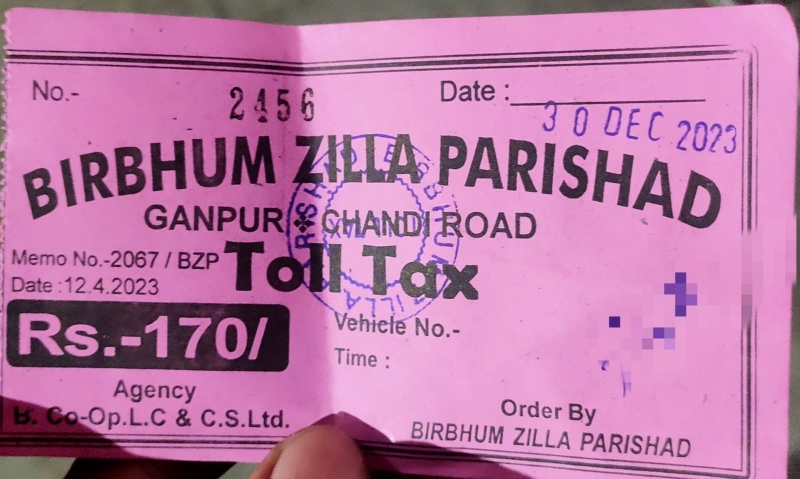 No.- 2456
Date :
30 DEC 2023
BIRBHUM ZILLA PARISHAD
GANPUR CHANDI ROAD
Memo No.-2067 / BZP
Toll Tax
Date :12.4.2023
Rs.-170/
Vehicle No.-
Time :
Agency
B. Co-Op.L.C & C.S.Ltd.
Order By
BIRBHUM ZILLA PARISHAD